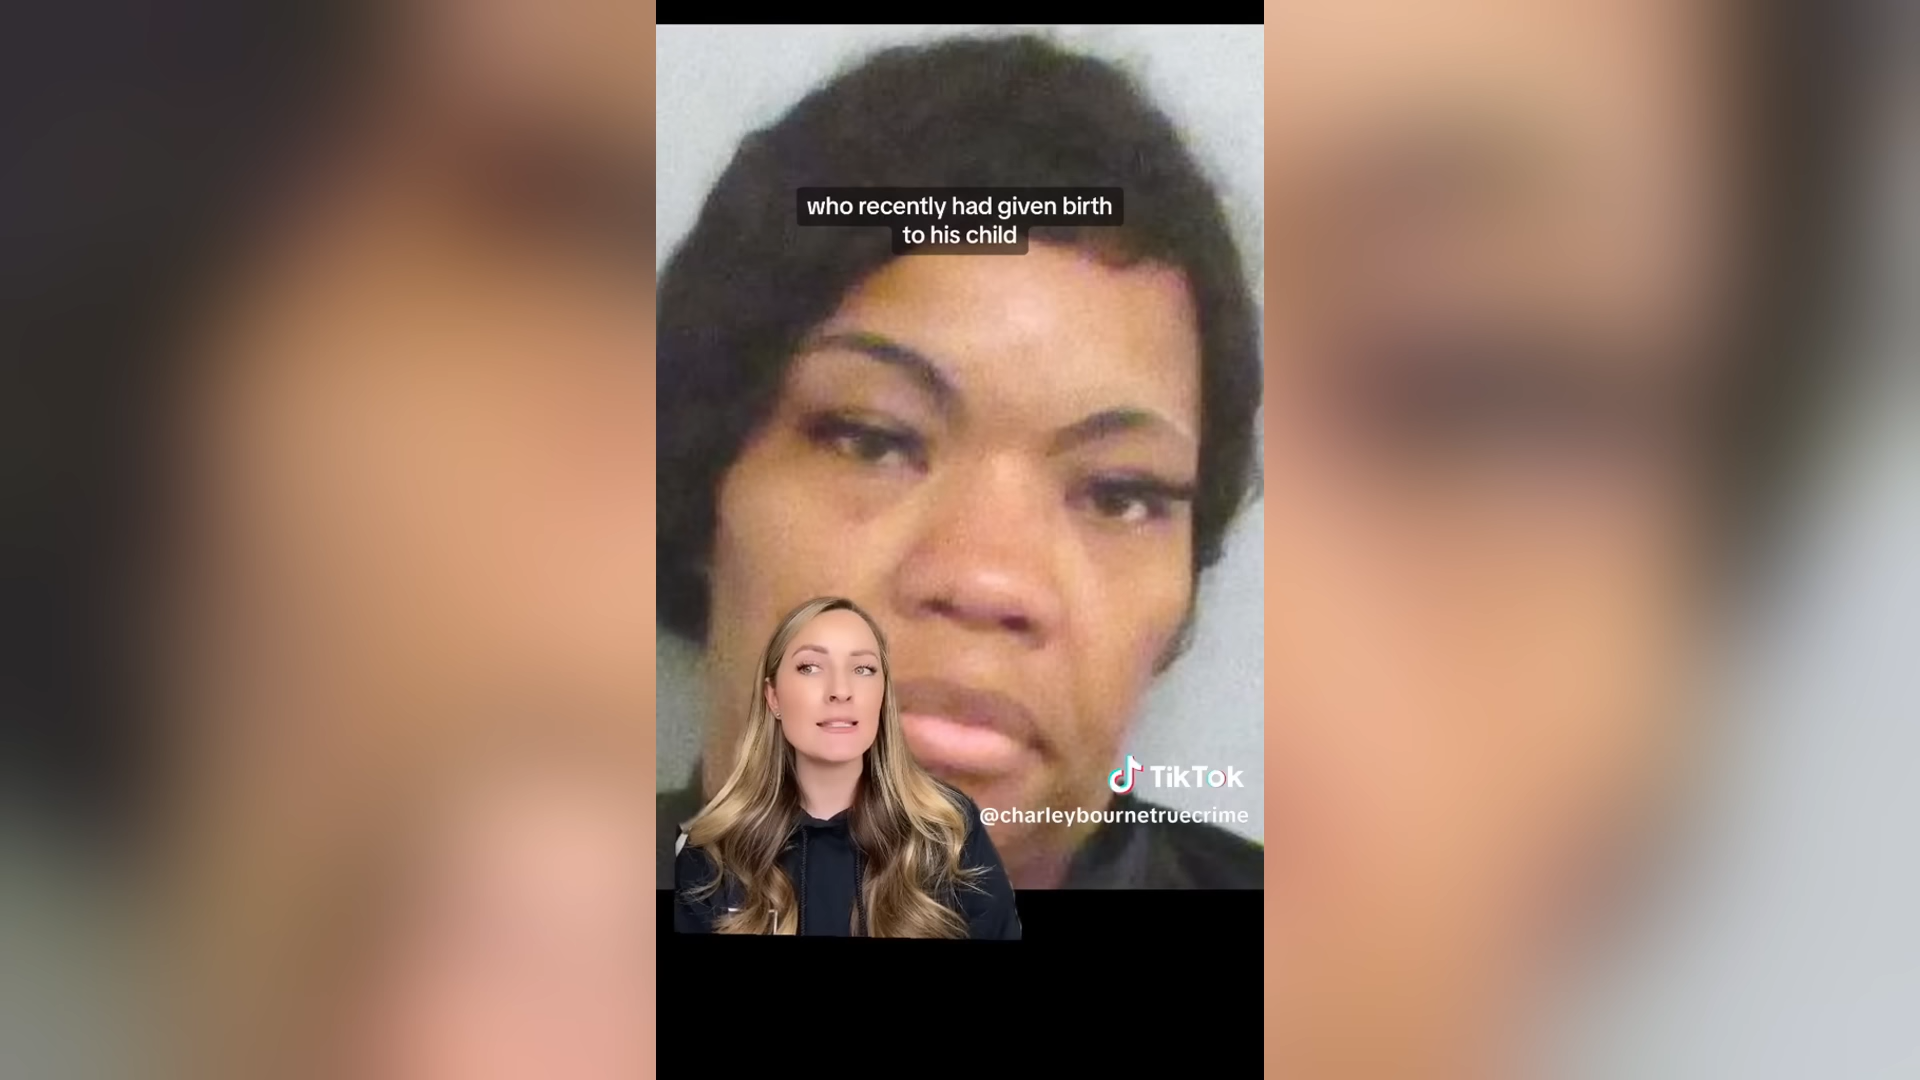 who recently had given birth
to his child
TikTok
@charleybournetruecrime